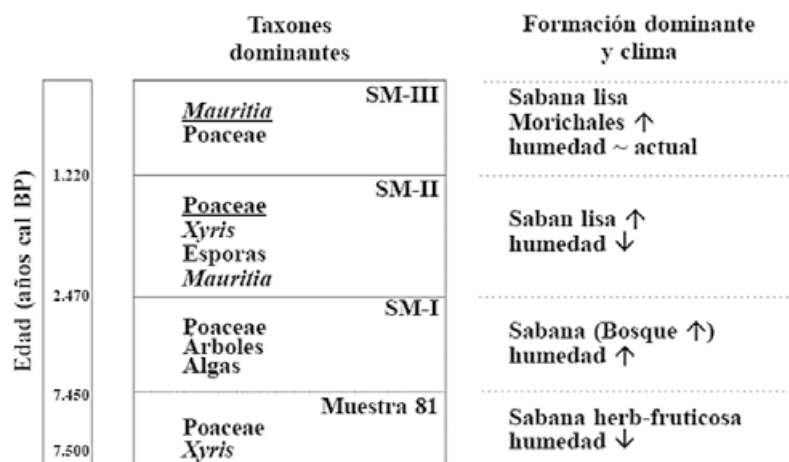 Taxones
dominantes
Formación dominante
y clima
Edad (años cal BP)
SM-III
Mauritia
Poaceae
Sabana lisa
Morichales ↑
humedad ~ actual
1.220
SM-II
Poaceae
Xyris
Esporas
Mauritia
Saban lisa ↑
humedad ↓
2.470
SM-I
Poaceae
Árboles
Algas
Sabana (Bosque ↑)
humedad ↑
7.450
Muestra 81
Poaceae
Xyris
Sabana herb-fruticosa
humedad ↓
7.500